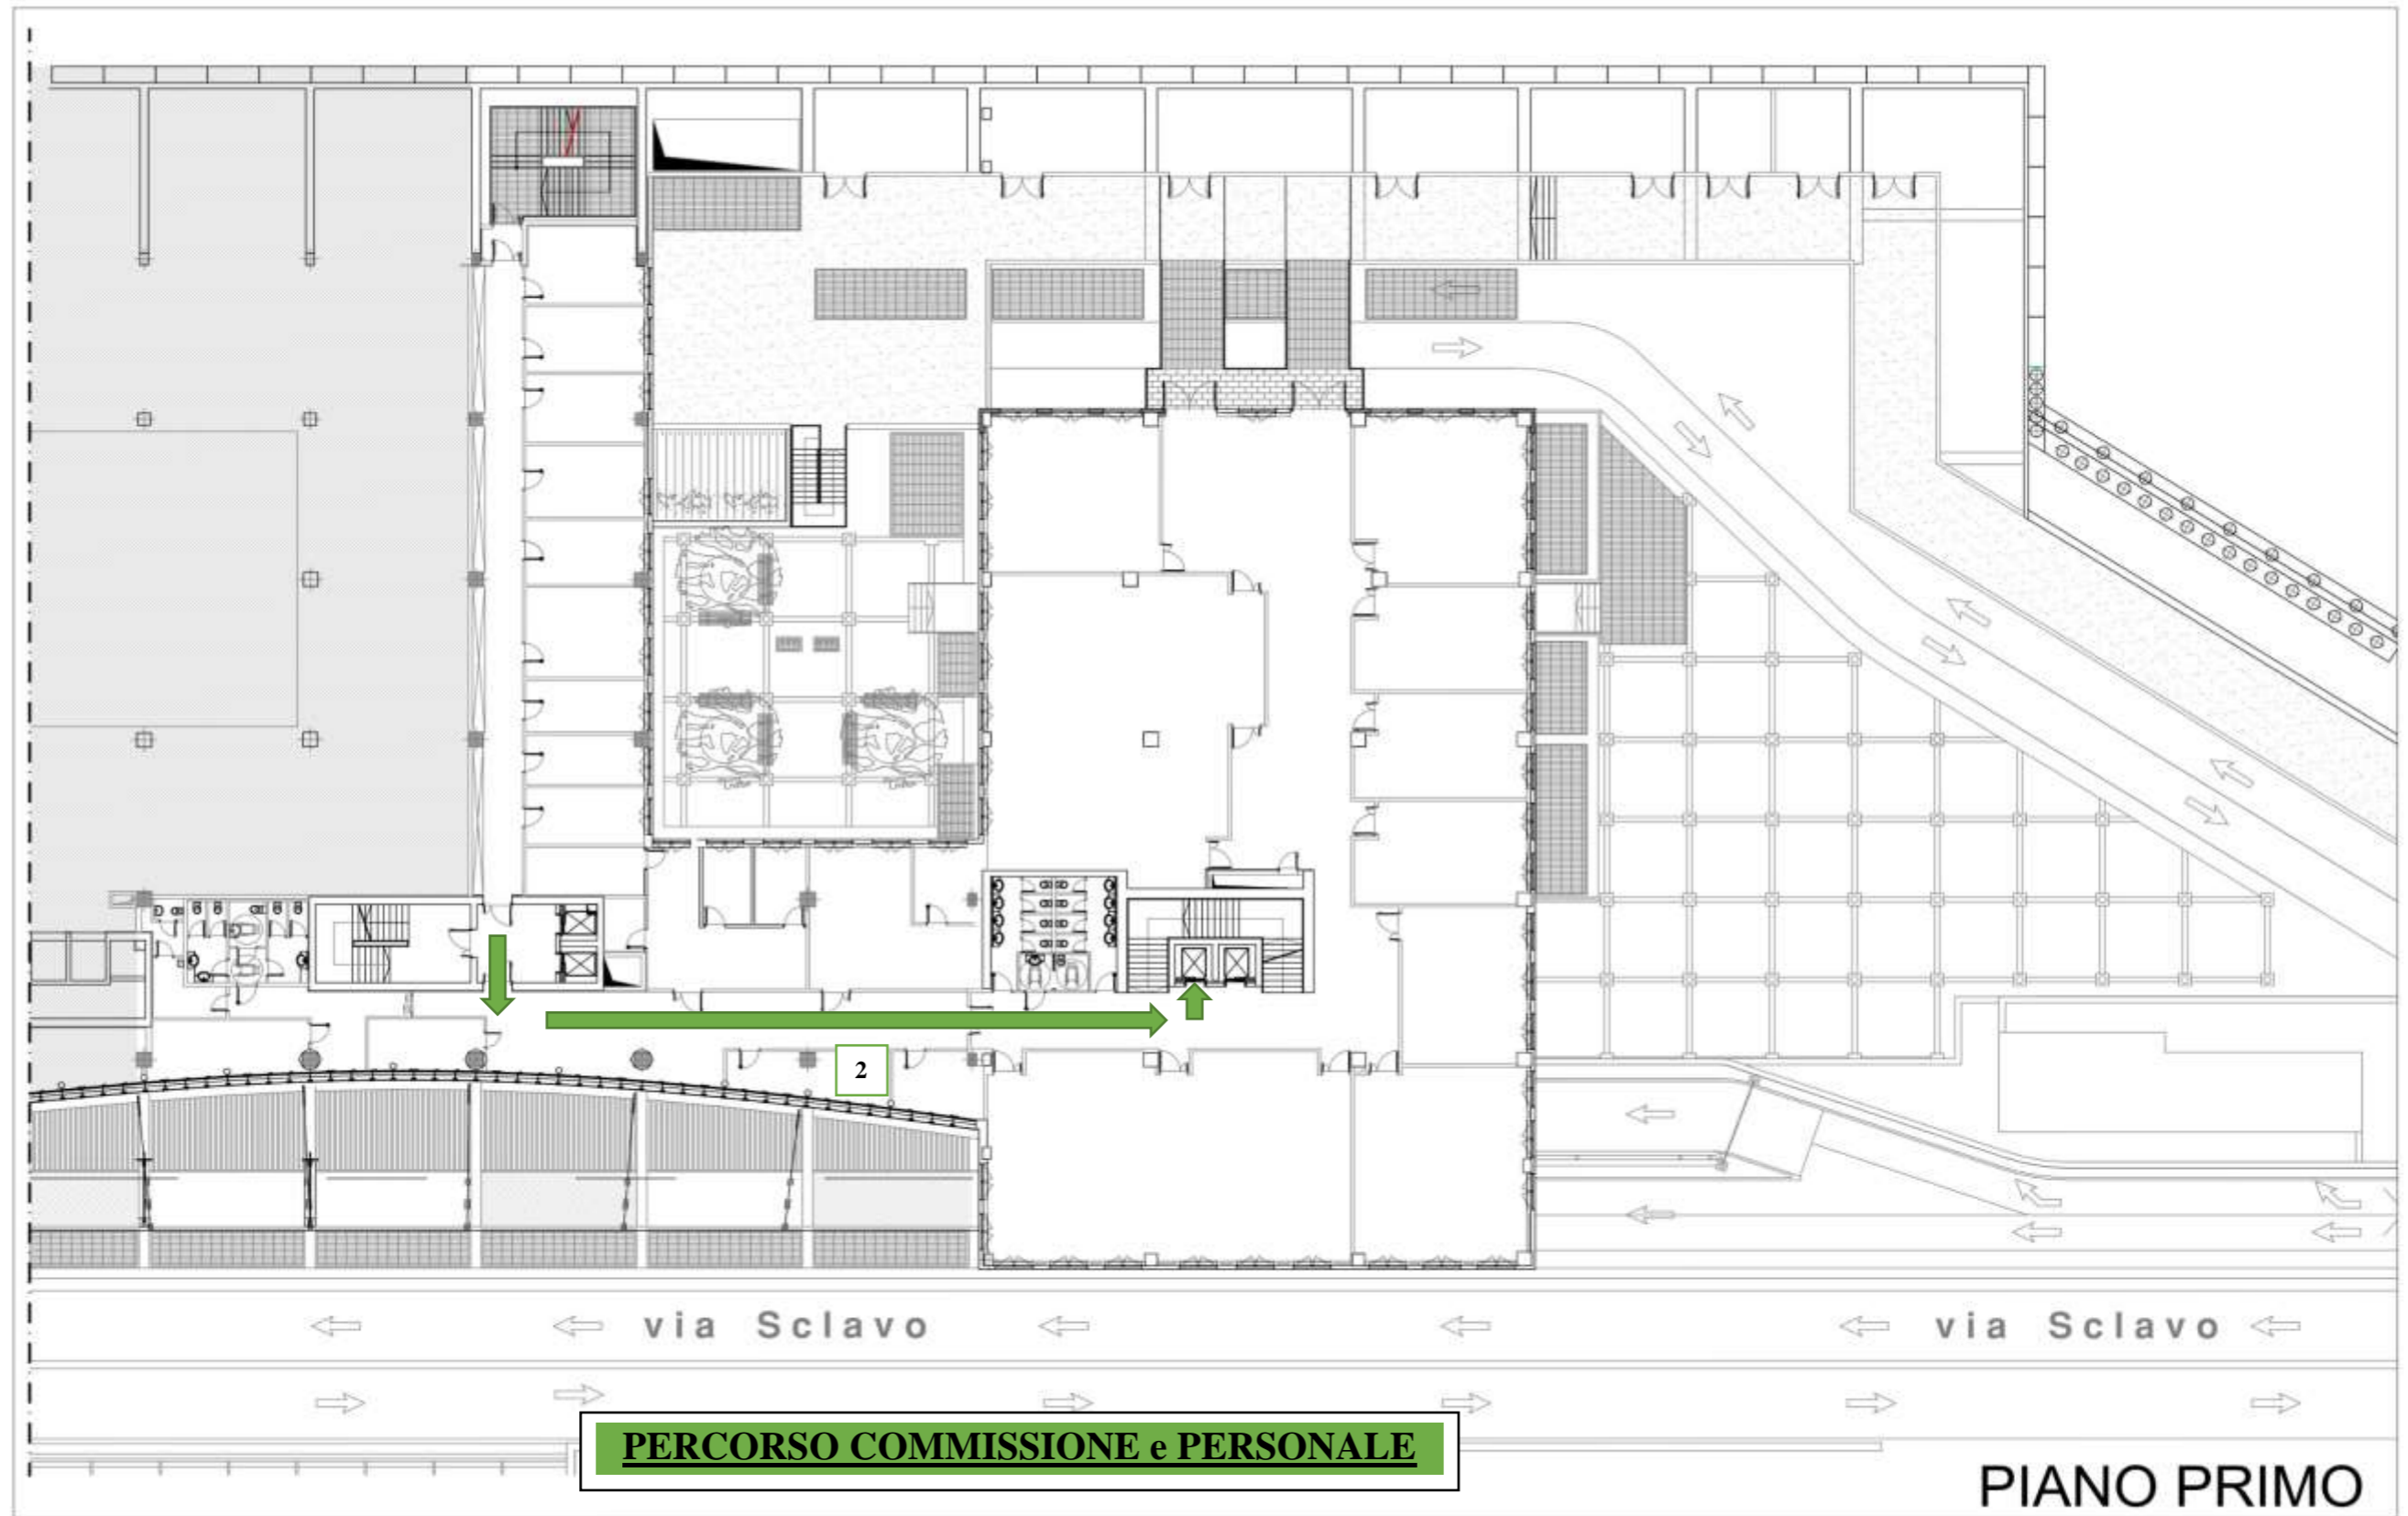 2
via Sclavo
via Sclavo
PERCORSO COMMISSIONE e PERSONALE
PIANO PRIMO